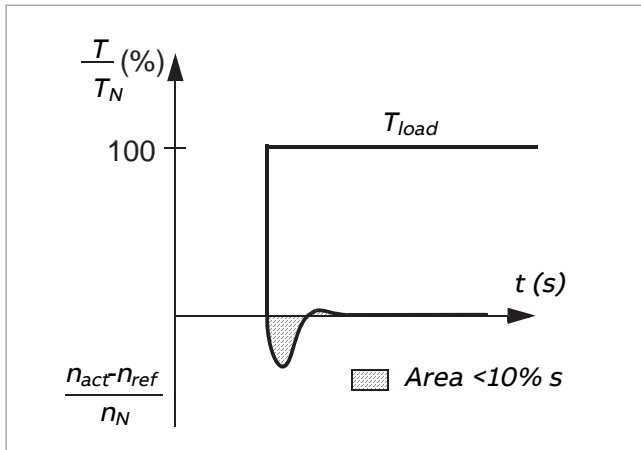 T/T_N (%)
T_load
100
t (s)
n_act-n_ref/n_N
Area <10% s